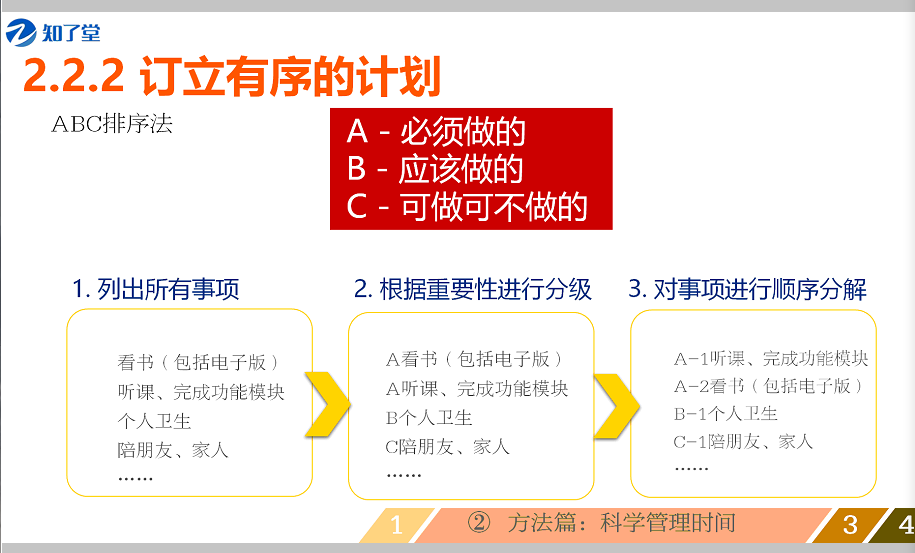 知了堂
2.2.2 订立有序的计划
ABC排序法
A - 必须做的
B - 应该做的
C - 可做可不做的
1. 列出所有事项
看书（包括电子版）
听课、完成功能模块
个人卫生
陪朋友、家人
......
2. 根据重要性进行分级
A看书（包括电子版）
A听课、完成功能模块
B个人卫生
C陪朋友、家人
......
3. 对事项进行顺序分解
A-1听课、完成功能模块
A-2看书（包括电子版）
B-1个人卫生
C-1陪朋友、家人
......
1
② 方法篇：科学管理时间
3
4